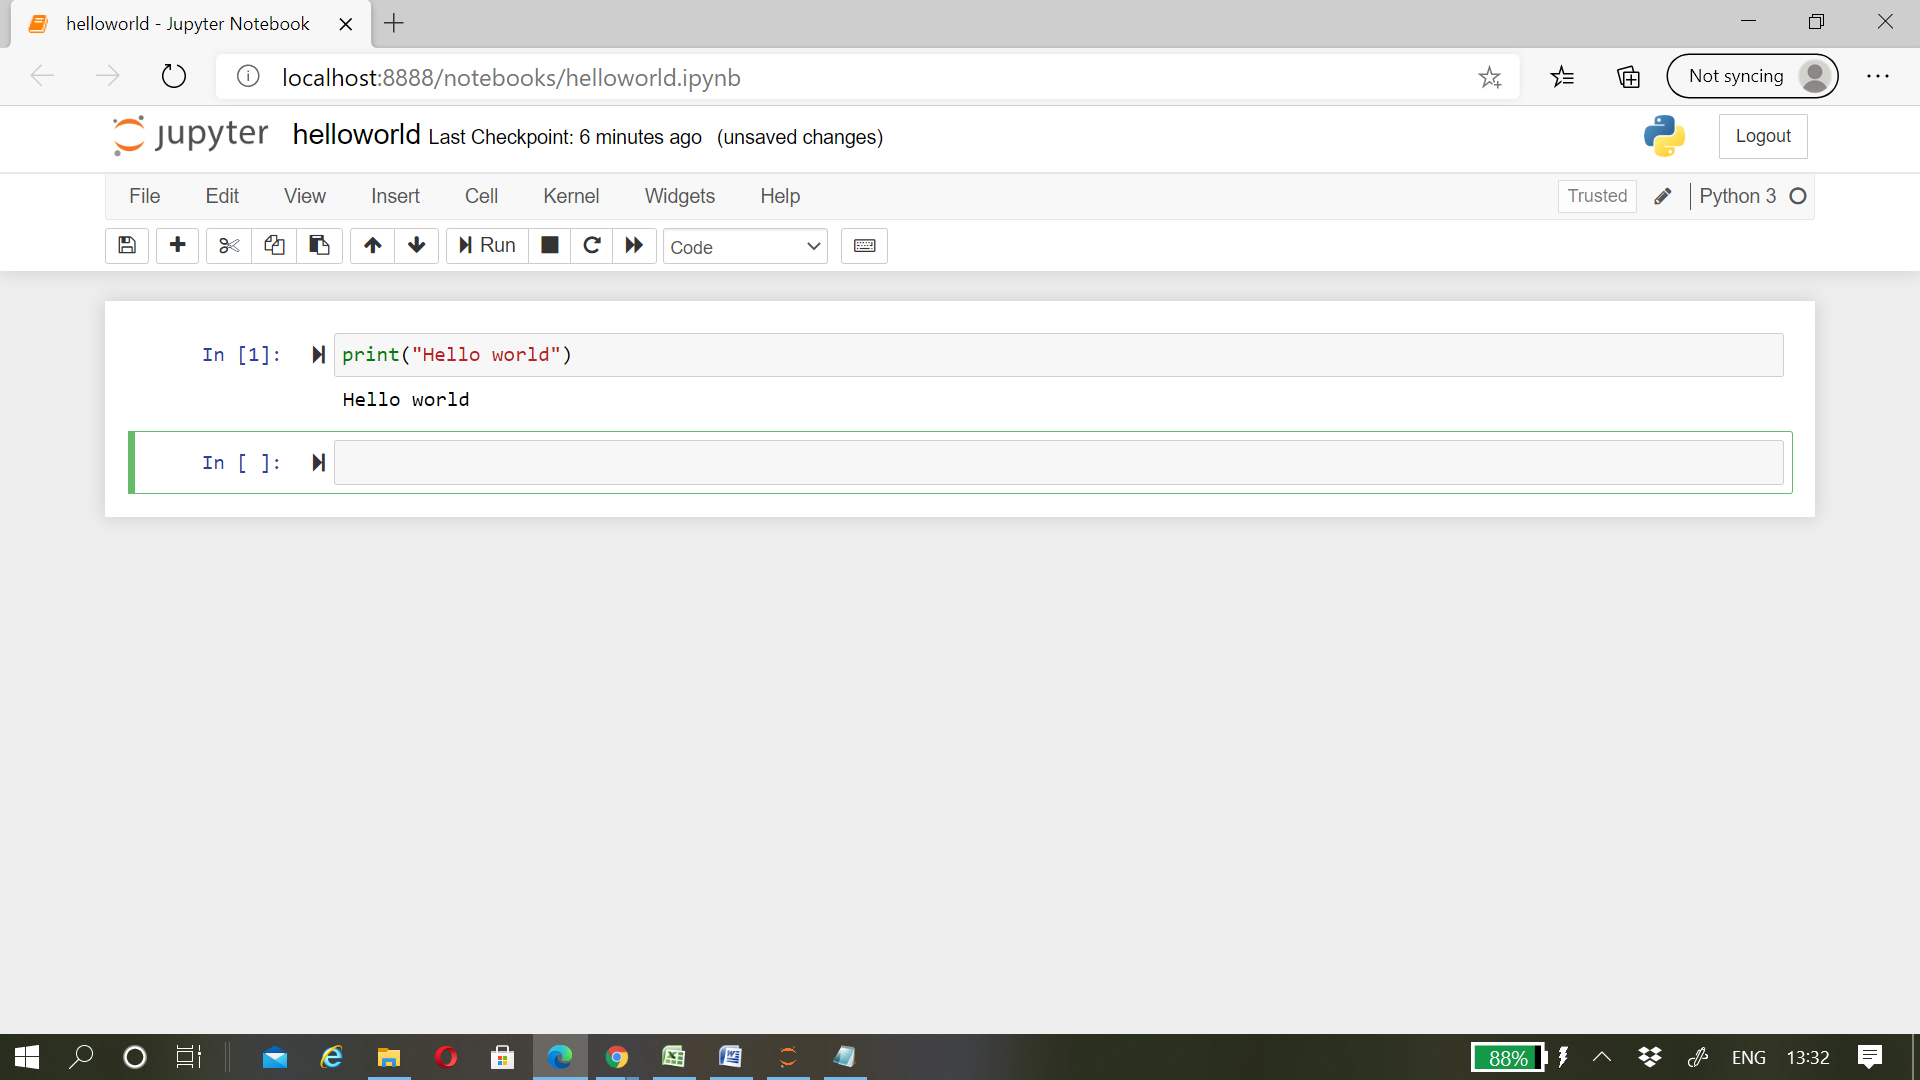 helloworld - Jupyter Notebook
localhost:8888/notebooks/helloworld.ipynb
Not syncing
jupyter helloworld Last Checkpoint: 6 minutes ago (unsaved changes)
Logout
File Edit View Insert Cell Kernel Widgets Help
Trusted Python 3
Run Code
In [1]: print("Hello world")
Hello world
In [ ]:
88% ENG 13:32